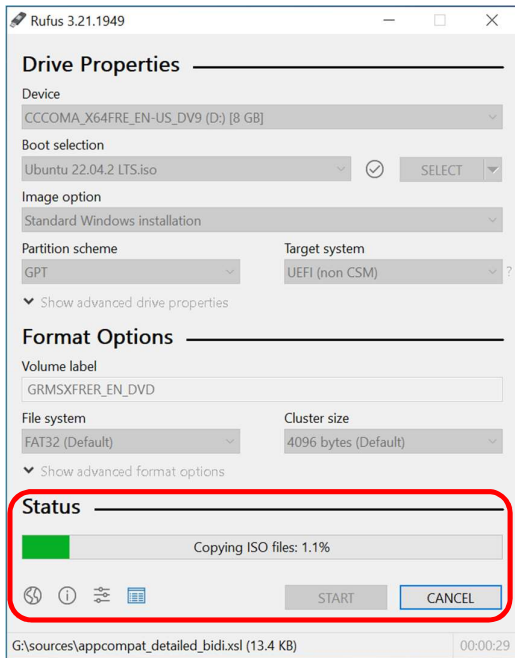 Rufus 3.21.1949
Drive Properties
Device
CCCOMA_X64FRE_EN-US_DV9 (D:) [8 GB]
Boot selection
Ubuntu 22.04.2 LTS.iso
SELECT
Image option
Standard Windows installation
Partition scheme
Target system
GPT
UEFI (non CSM)
?
Show advanced drive properties
Format Options
Volume label
GRMSXFRER_EN_DVD
File system
Cluster size
FAT32 (Default)
4096 bytes (Default)
Show advanced format options
Status
Copying ISO files: 1.1%
START
CANCEL
G:\sources\appcompat_detailed_bidi.xsl (13.4 KB)
00:00:29